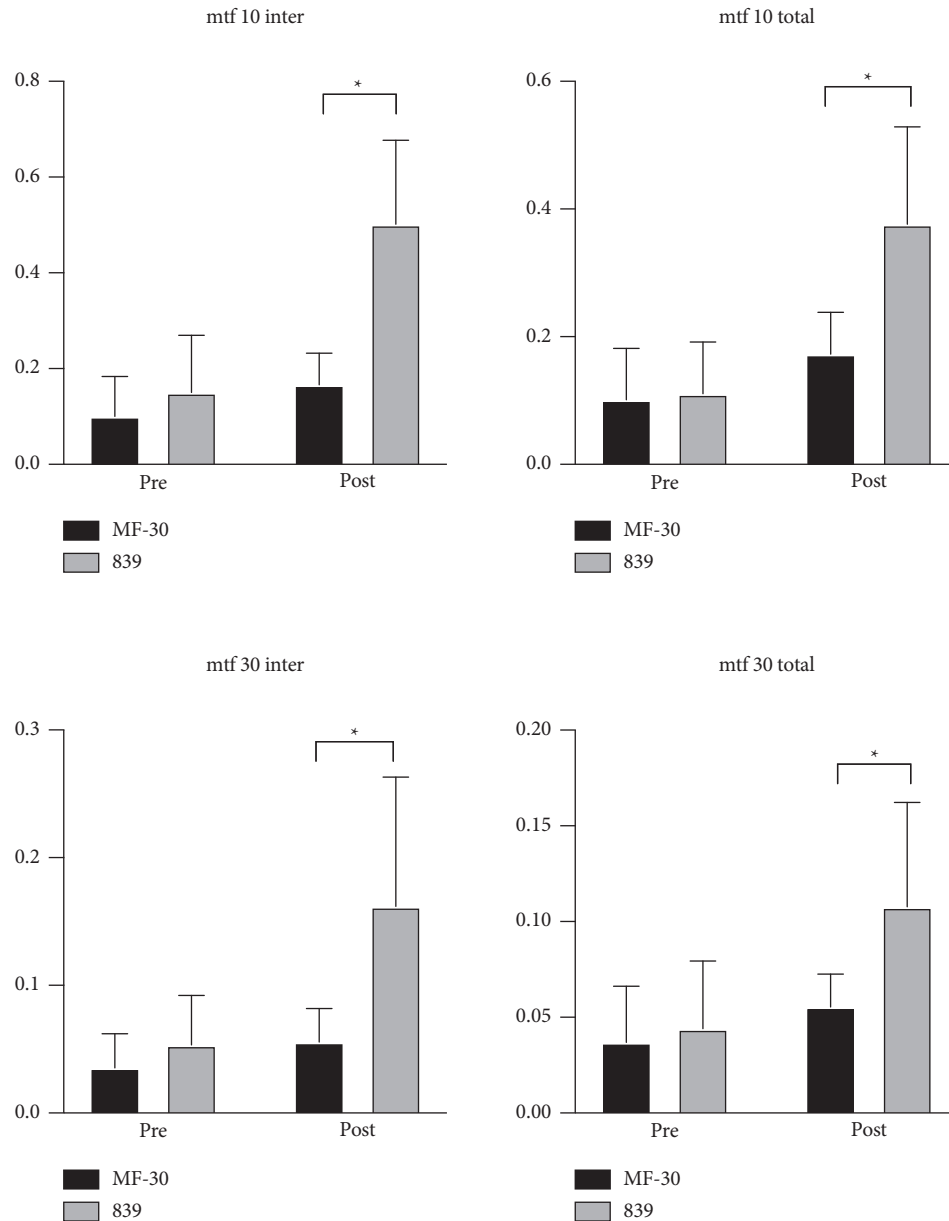 mtf 10 inter
0.8
0.6
0.4
0.2
0.0
*
Pre
Post
MF-30
839
mtf 10 total
0.6
0.4
0.2
0.0
*
Pre
Post
MF-30
839
mtf 30 inter
0.3
0.2
0.1
0.0
*
Pre
Post
MF-30
839
mtf 30 total
0.20
0.15
0.10
0.05
0.00
*
Pre
Post
MF-30
839